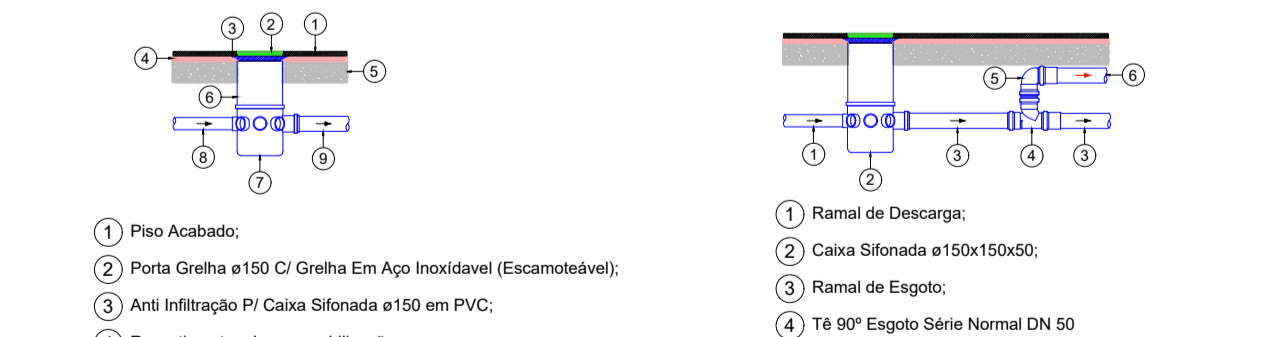 3 2 1
4 5
6
8 9
7
1 Piso Acabado;
2 Porta Grelha ø150 C/ Grelha Em Aço Inoxídavel (Escamoteável);
3 Anti Infiltração P/ Caixa Sifonada ø150 em PVC;
5 6
1 3 4 3
2
1 Ramal de Descarga;
2 Caixa Sifonada ø150x150x50;
3 Ramal de Esgoto;
4 Tê 90º Esgoto Série Normal DN 50